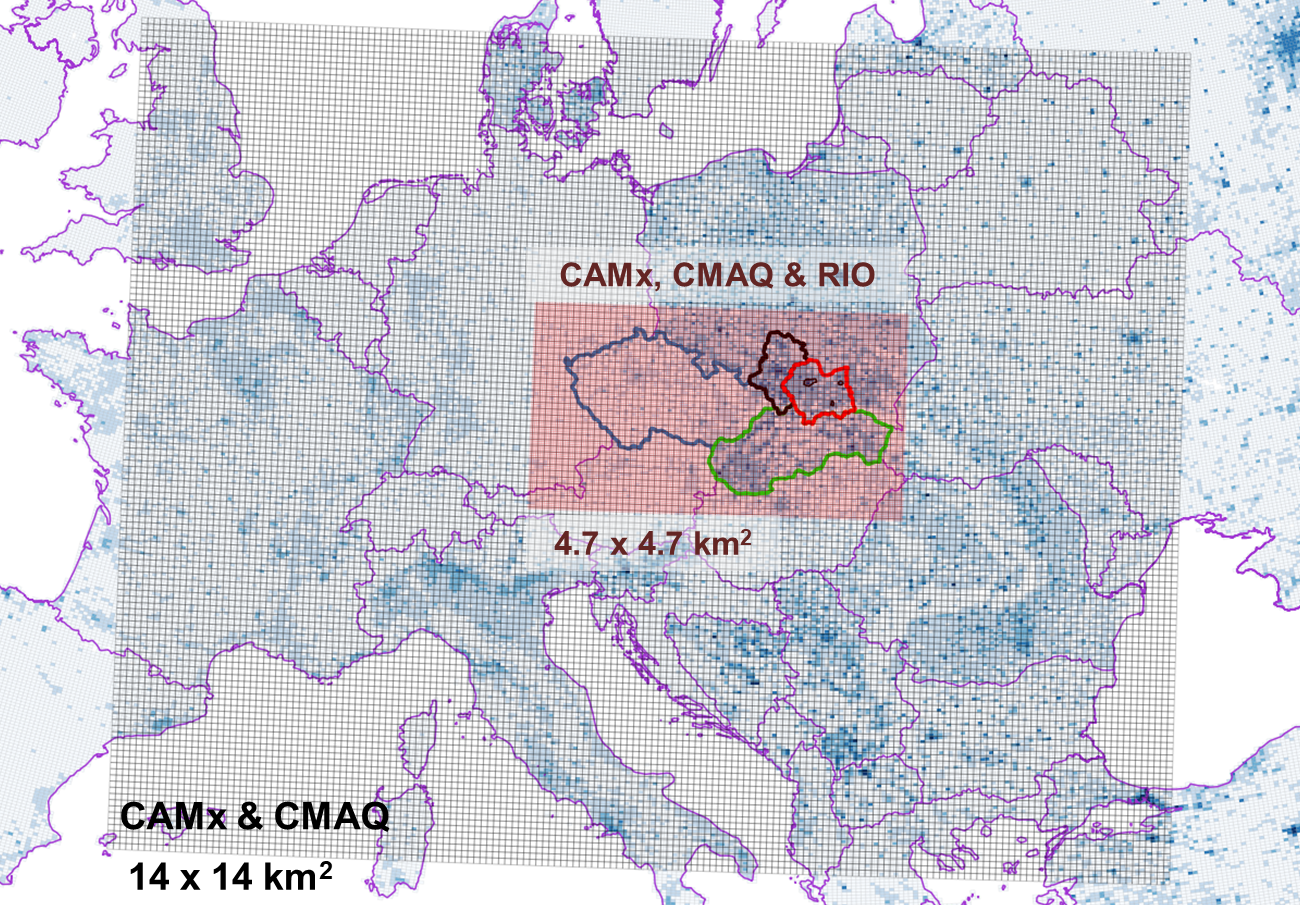 CAMx, CMAQ & RIO
4.7 x 4.7 km²
CAMx & CMAQ
14 x 14 km²